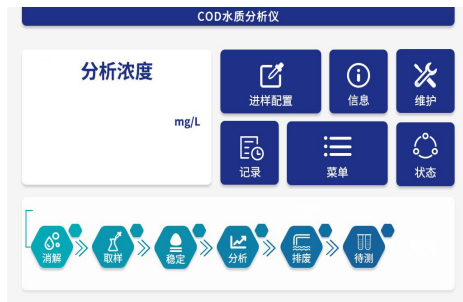 COD水质分析仪
分析浓度
mg/L
进样配置
信息
维护
记录
菜单
状态
消解
取样
稳定
分析
排废
待测